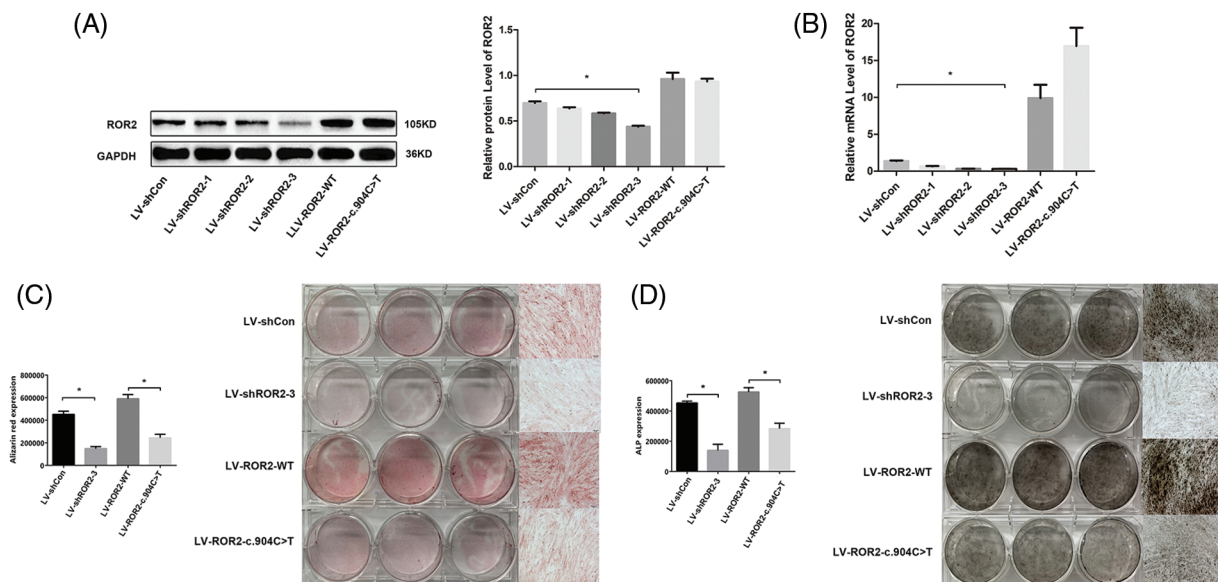 (A)
ROR2
105KD
GAPDH
36KD
LV-shCon
LV-shROR2-1
LV-shROR2-2
LV-shROR2-3
LLV-ROR2-WT
LV-ROR2-c.904C>T
Relative protein Level of ROR2
1.5
1.0
0.5
0.0
*
LV-shCon
LV-shROR2-1
LV-shROR2-2
LV-shROR2-3
LV-ROR2-WT
LV-ROR2-c.904C>T
(B)
Relative mRNA Level of ROR2
20
15
10
5
0
*
LV-shCon
LV-shROR2-1
LV-shROR2-2
LV-shROR2-3
LV-ROR2-WT
LV-ROR2-c.904C>T
(C)
Alizarin red expression
800000
600000
400000
200000
0
*
*
LV-shCon
LV-shROR2-3
LV-ROR2-WT
LV-ROR2-c.904C>T
LV-shCon
LV-shROR2-3
LV-ROR2-WT
LV-ROR2-c.904C>T
(D)
ALP expression
600000
400000
200000
0
*
*
LV-shCon
LV-shROR2-3
LV-ROR2-WT
LV-ROR2-c.904C>T
LV-shCon
LV-shROR2-3
LV-ROR2-WT
LV-ROR2-c.904C>T